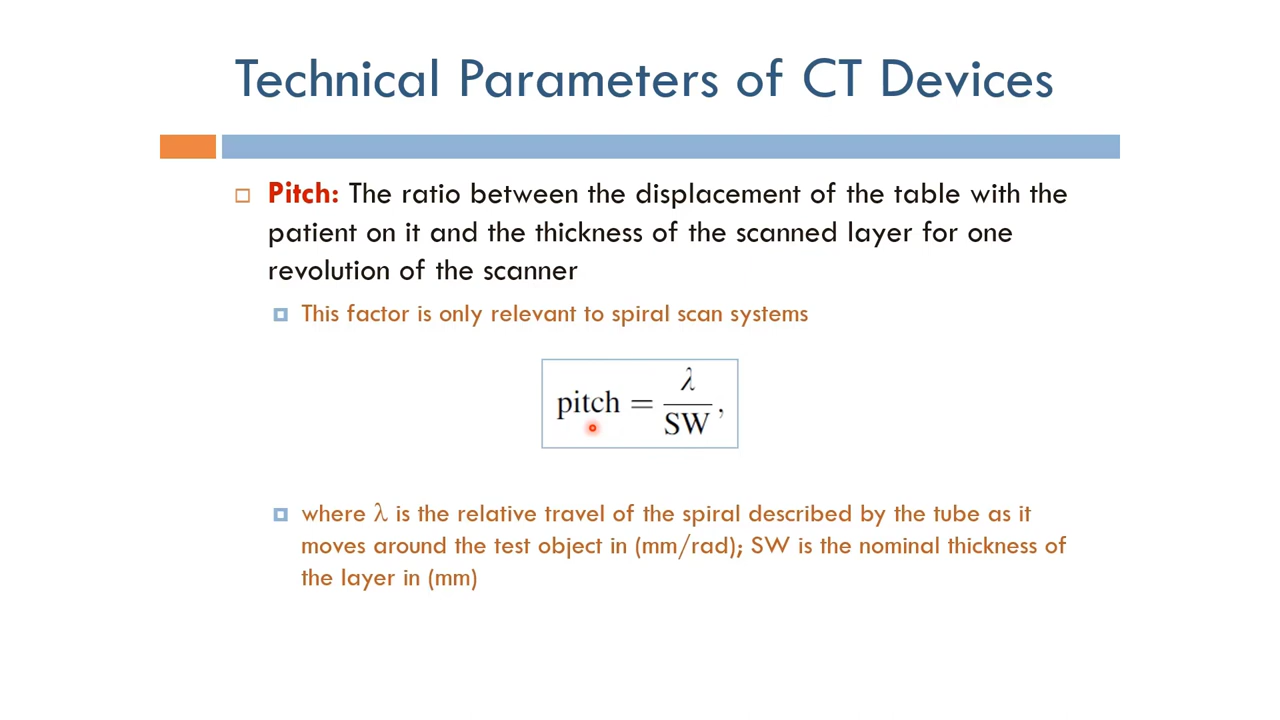 Technical Parameters of CT Devices
Pitch: The ratio between the displacement of the table with the
patient on it and the thickness of the scanned layer for one
revolution of the scanner
This factor is only relevant to spiral scan systems
pitch = λ/SW,
where λ is the relative travel of the spiral described by the tube as it
moves around the test object in (mm/rad); SW is the nominal thickness of
the layer in (mm)